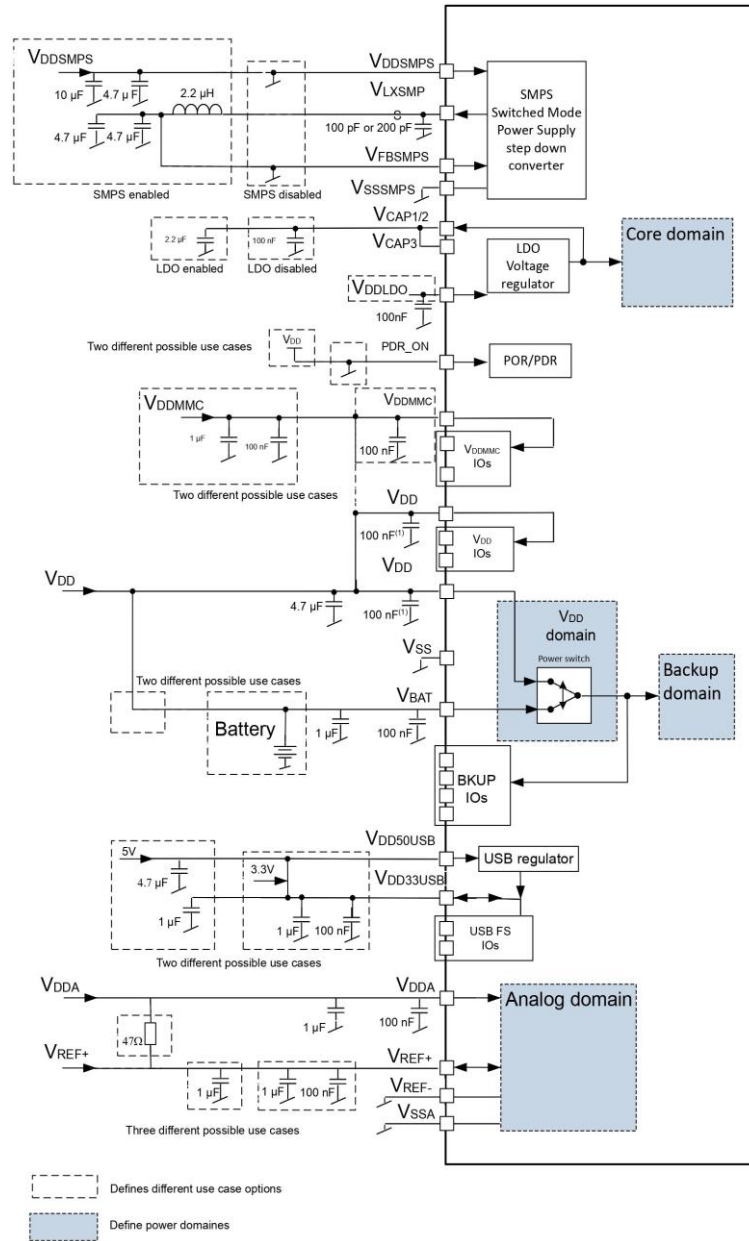 VDDSMPS
10 µF
4.7 µF
2.2 µH
4.7 µF
4.7 µF
SMPS enabled
SMPS disabled
VDDSMPS
VLXSMP
100 pF or 200 pF
VFBSMPS
VSSSMPS
SMPS
Switched Mode
Power Supply
step down
converter
VCAP1/2
VCAP3
2.2 µF
100 nF
LDO enabled
LDO disabled
VDDLDO
100nF
LDO
Voltage
regulator
Core domain
Two different possible use cases
VDD
PDR_ON
POR/PDR
VDDMMC
1 µF
100 nF
VDDMMC
100 nF
VDDMMC
IOs
Two different possible use cases
VDD
100 nF(1)
VDD
IOs
VDD
VDD
4.7 µF
100 nF(1)
VSS
VDD
domain
Power switch
Backup
domain
Two different possible use cases
Battery
1 µF
100 nF
VBAT
BKUP
IOs
5V
4.7 µF
1 µF
3.3V
1 µF
100 nF
VDD50USB
VDD33USB
USB regulator
USB FS
IOs
Two different possible use cases
VDDA
47Ω
1 µF
100 nF
VDDA
Analog domain
VREF+
1 µF
1 µF
100 nF
VREF+
VREF-
VSSA
Three different possible use cases
Defines different use case options
Define power domaines